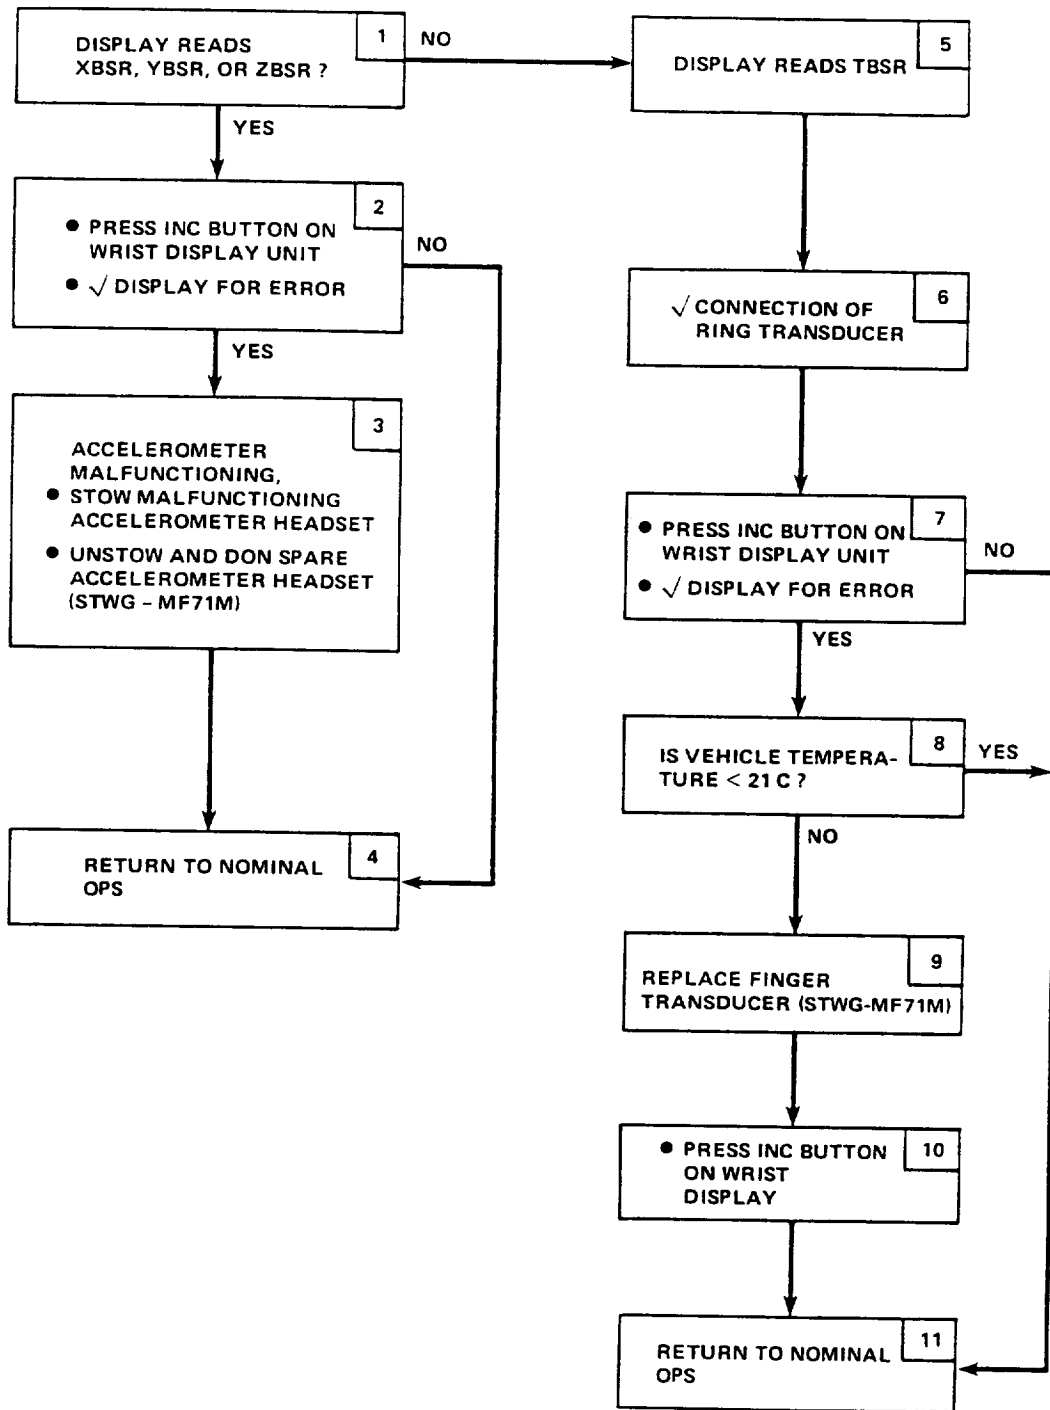 1
DISPLAY READS
XBSR, YBSR, OR ZBSR ?
NO
YES
2
● PRESS INC BUTTON ON
WRIST DISPLAY UNIT
● √ DISPLAY FOR ERROR
NO
YES
3
ACCELEROMETER
MALFUNCTIONING,
● STOW MALFUNCTIONING
ACCELEROMETER HEADSET
● UNSTOW AND DON SPARE
ACCELEROMETER HEADSET
(STWG – MF71M)
4
RETURN TO NOMINAL
OPS
5
DISPLAY READS TBSR
6
√ CONNECTION OF
RING TRANSDUCER
7
● PRESS INC BUTTON ON
WRIST DISPLAY UNIT
● √ DISPLAY FOR ERROR
NO
YES
8
IS VEHICLE TEMPERA-
TURE < 21 C ?
YES
NO
9
REPLACE FINGER
TRANSDUCER (STWG-MF71M)
10
● PRESS INC BUTTON
ON WRIST
DISPLAY
11
RETURN TO NOMINAL
OPS